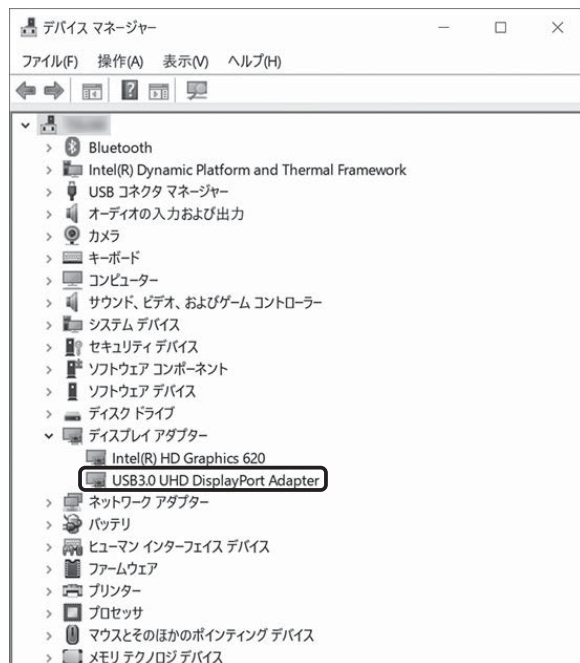 デバイス マネージャー
ファイル(F) 操作(A) 表示(V) ヘルプ(H)
Bluetooth
Intel(R) Dynamic Platform and Thermal Framework
USB コネクタ マネージャー
オーディオの入力および出力
カメラ
キーボード
コンピューター
サウンド、ビデオ、およびゲーム コントローラー
システム デバイス
セキュリティ デバイス
ソフトウェア コンポーネント
ソフトウェア デバイス
ディスク ドライブ
ディスプレイ アダプター
Intel(R) HD Graphics 620
USB3.0 UHD DisplayPort Adapter
ネットワーク アダプター
バッテリ
ヒューマン インターフェイス デバイス
ファームウェア
プリンター
プロセッサ
マウスとそのほかのポインティング デバイス
メモリ テクノロジ デバイス